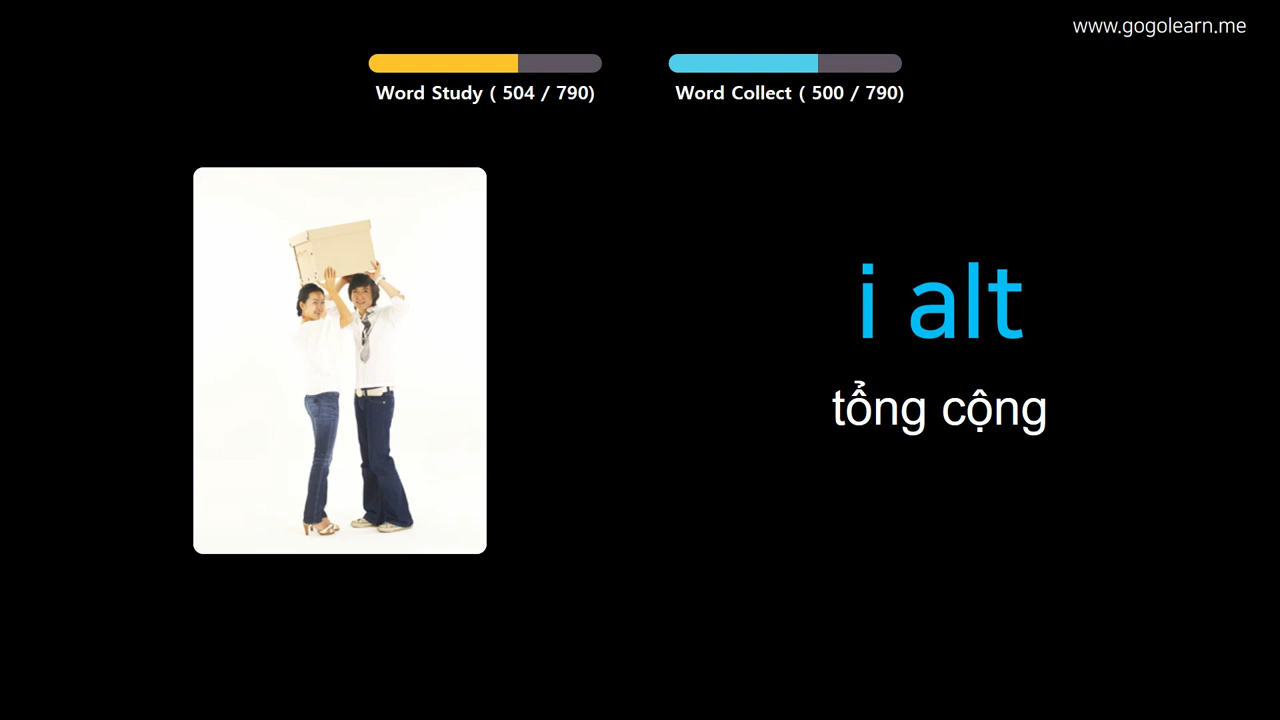 www.gogolearn.me
Word Study ( 504 / 790)
Word Collect ( 500 / 790)
i alt
tổng cộng